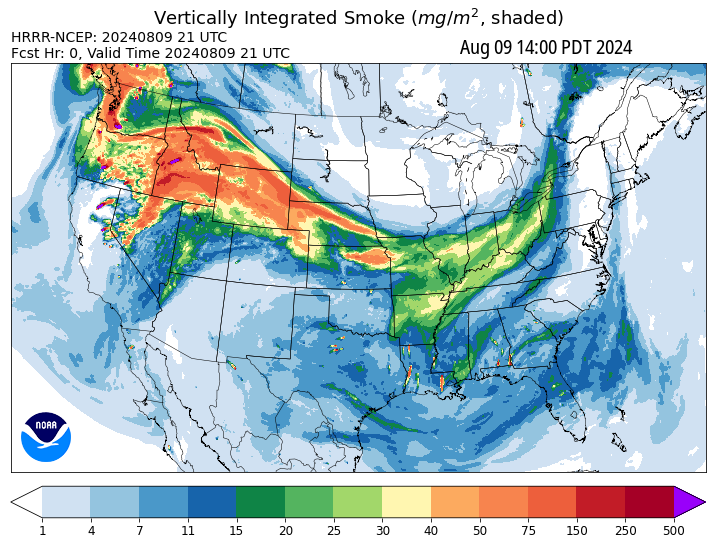 Vertically Integrated Smoke (mg/m², shaded)
HRRR-NCEP: 20240809 21 UTC
Fcst Hr: 0, Valid Time 20240809 21 UTC
Aug 09 14:00 PDT 2024
NOAA
1 4 7 11 15 20 25 30 40 50 75 150 250 500